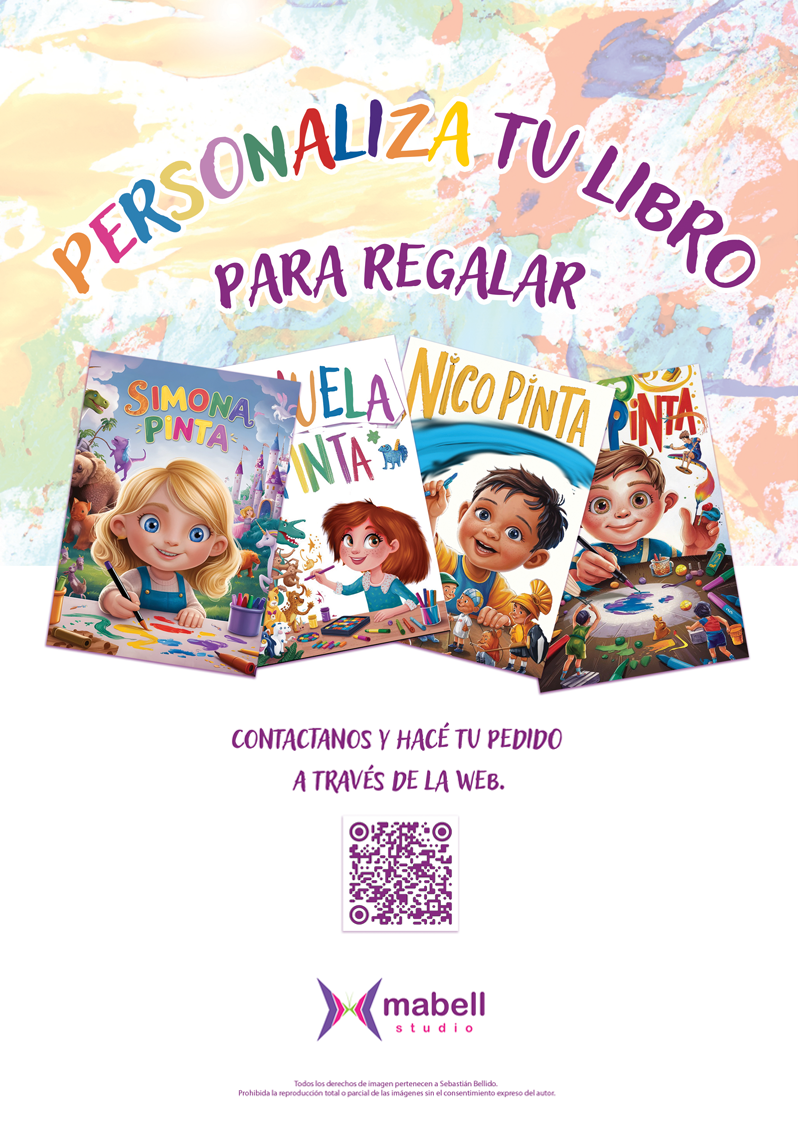 PERSONALIZA TU LIBRO
PARA REGALAR
SIMONA
PINTA
UELA
INTA
NICO PINTA
PINTA
CONTACTANOS Y HACÉ TU PEDIDO
A TRAVÉS DE LA WEB.
mabell
studio
Todos los derechos de imagen pertenecen a Sebastián Bellido.
Prohibida la reproducción total o parcial de las imágenes sin el consentimiento expreso del autor.